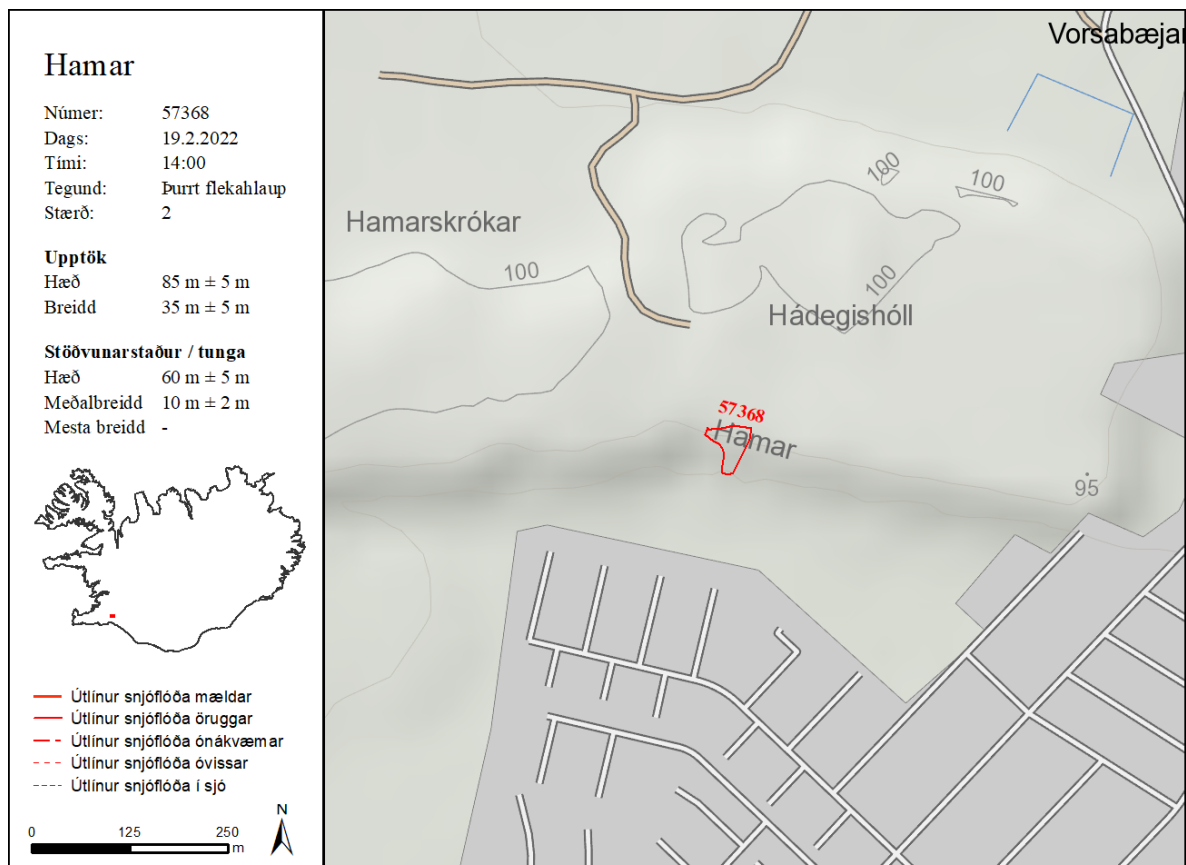 Hamar
Númer: 57368
Dags: 19.2.2022
Tími: 14:00
Tegund: Þurrt flekahlaup
Stærð: 2
Upptök
Hæð 85 m ± 5 m
Breidd 35 m ± 5 m
Stöðvunarstaður / tunga
Hæð 60 m ± 5 m
Meðalbreidd 10 m ± 2 m
Mesta breidd -
Útlínur snjóflóða mældar
Útlínur snjóflóða öruggar
Útlínur snjóflóða ónákvæmar
Útlínur snjóflóða óvissar
Útlínur snjóflóða í sjó
N
0 125 250
m
Vorsabæjar
100
100
Hamarskrókar
100
100
Hádegishóll
57368
Hamar
95